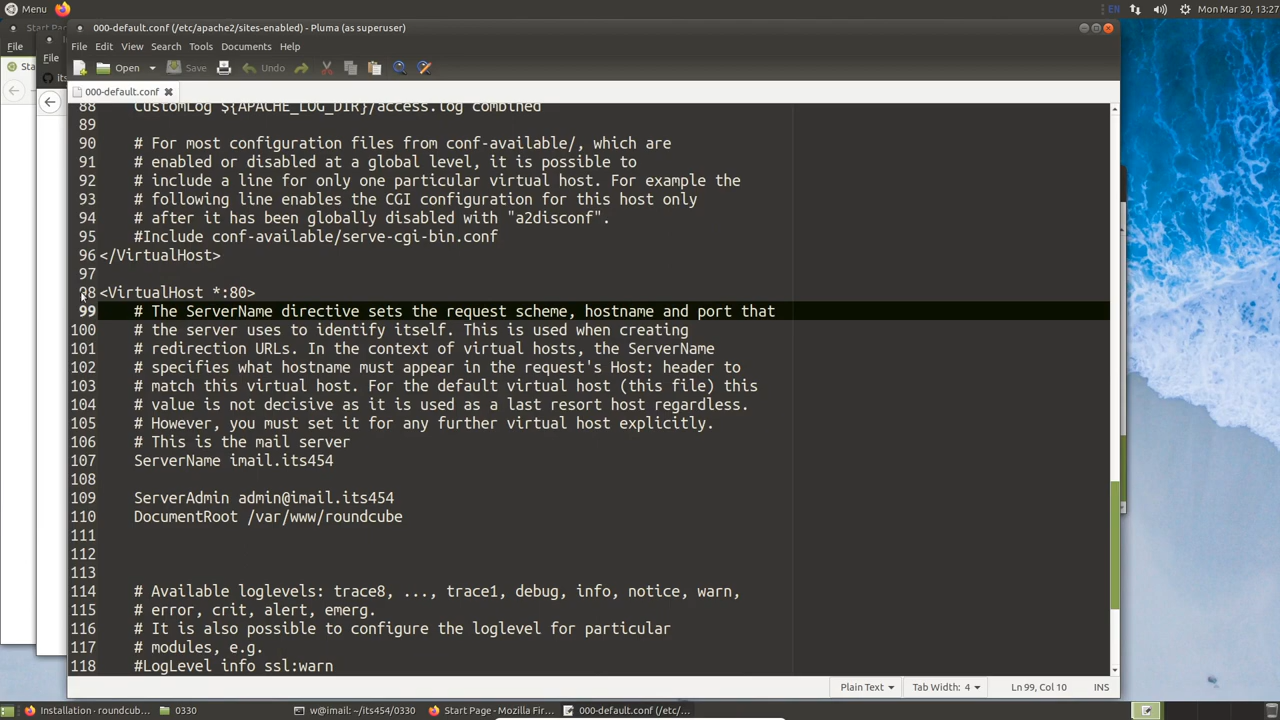 Menu
EN
Mon Mar 30, 13:27
Start Pag
000-default.conf (/etc/apache2/sites-enabled) - Pluma (as superuser)
File
File
Sta
its
File Edit View Search Tools Documents Help
Open
Save
Undo
000-default.conf
88 CustomLog ${APACHE_LOG_DIR}/access.log combined
89
90 # For most configuration files from conf-available/, which are
91 # enabled or disabled at a global level, it is possible to
92 # include a line for only one particular virtual host. For example the
93 # following line enables the CGI configuration for this host only
94 # after it has been globally disabled with "a2disconf".
95 #Include conf-available/serve-cgi-bin.conf
96 </VirtualHost>
97
98 <VirtualHost *:80>
99 # The ServerName directive sets the request scheme, hostname and port that
100 # the server uses to identify itself. This is used when creating
101 # redirection URLs. In the context of virtual hosts, the ServerName
102 # specifies what hostname must appear in the request's Host: header to
103 # match this virtual host. For the default virtual host (this file) this
104 # value is not decisive as it is used as a last resort host regardless.
105 # However, you must set it for any further virtual host explicitly.
106 # This is the mail server
107 ServerName imail.its454
108
109 ServerAdmin admin@imail.its454
110 DocumentRoot /var/www/roundcube
111
112
113
114 # Available loglevels: trace8, ..., trace1, debug, info, notice, warn,
115 # error, crit, alert, emerg.
116 # It is also possible to configure the loglevel for particular
117 # modules, e.g.
118 #LogLevel info ssl:warn
Plain Text
Tab Width: 4
Ln 99, Col 10
INS
Installation · roundcub...
0330
w@imail: ~/its454/0330
Start Page - Mozilla Fir...
000-default.conf (/etc/...